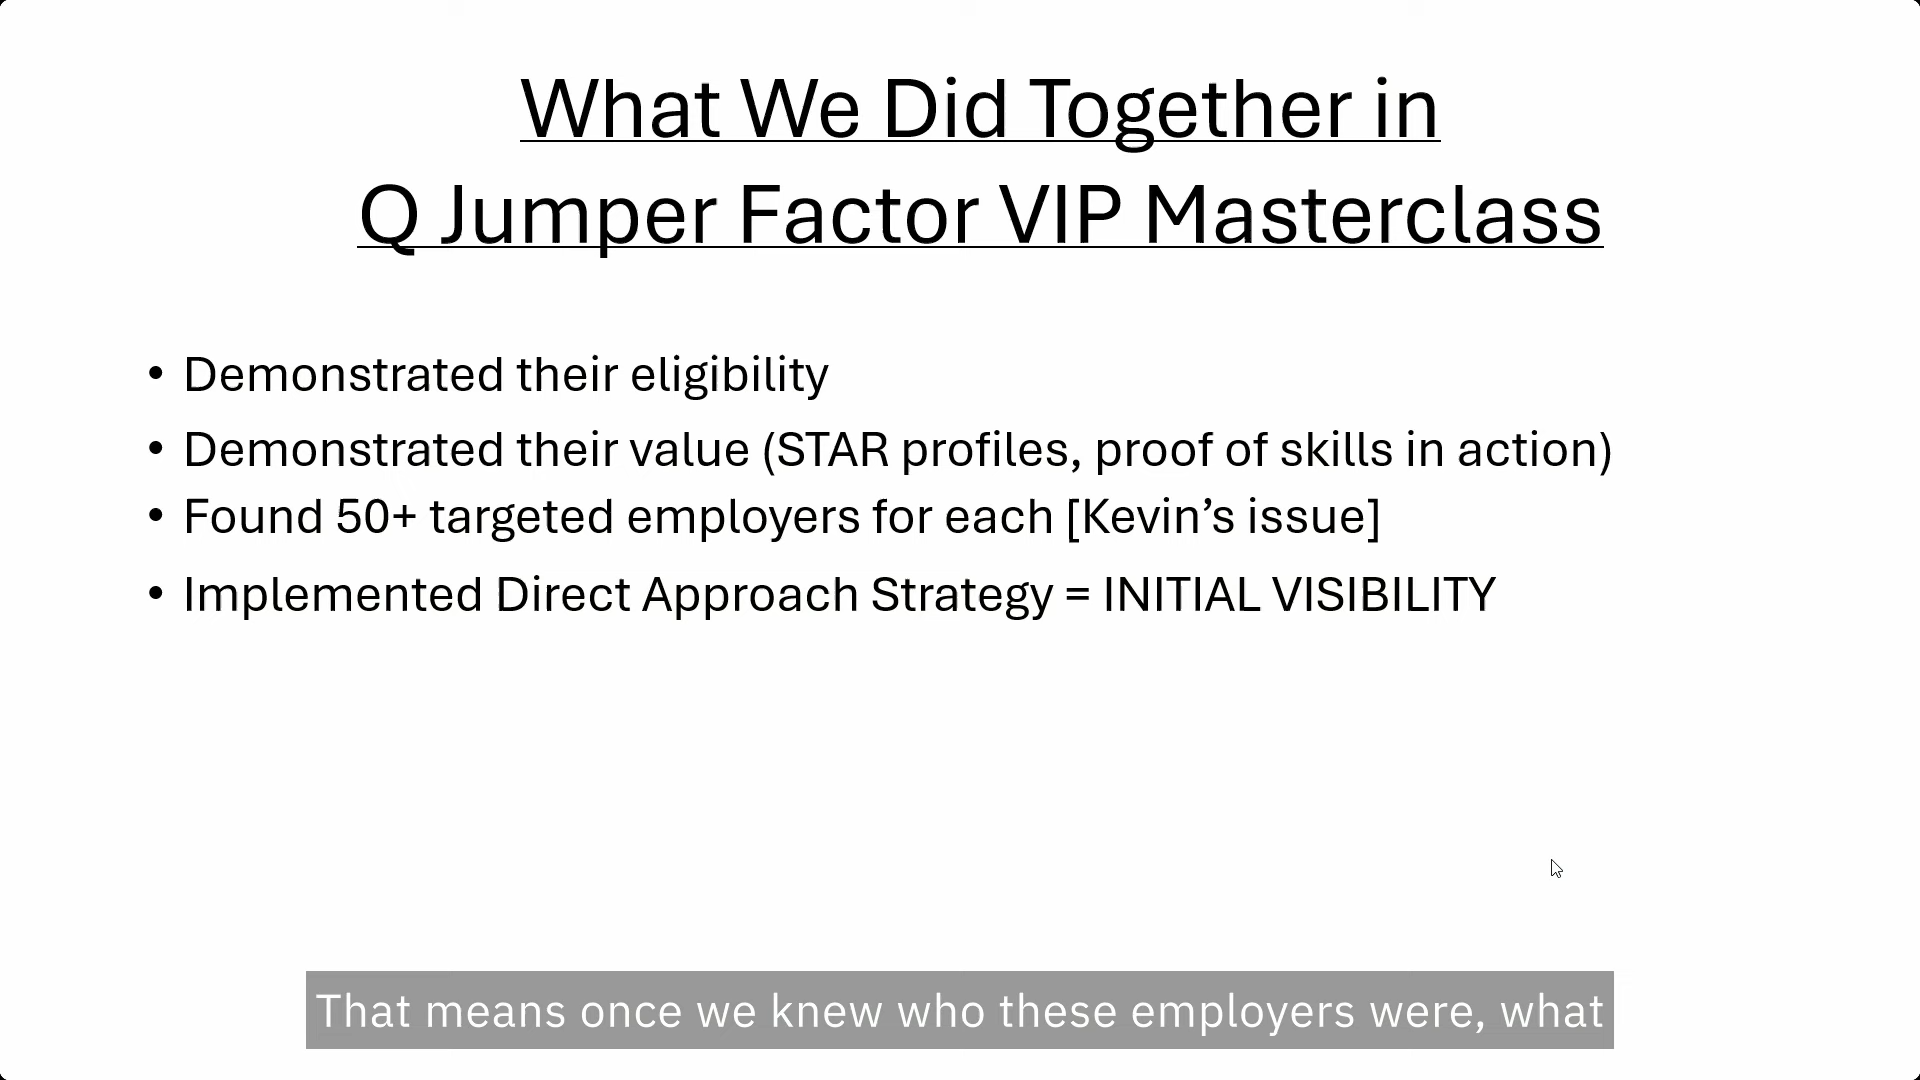 What We Did Together in
Q Jumper Factor VIP Masterclass
• Demonstrated their eligibility
• Demonstrated their value (STAR profiles, proof of skills in action)
• Found 50+ targeted employers for each [Kevin’s issue]
• Implemented Direct Approach Strategy = INITIAL VISIBILITY
That means once we knew who these employers were, what